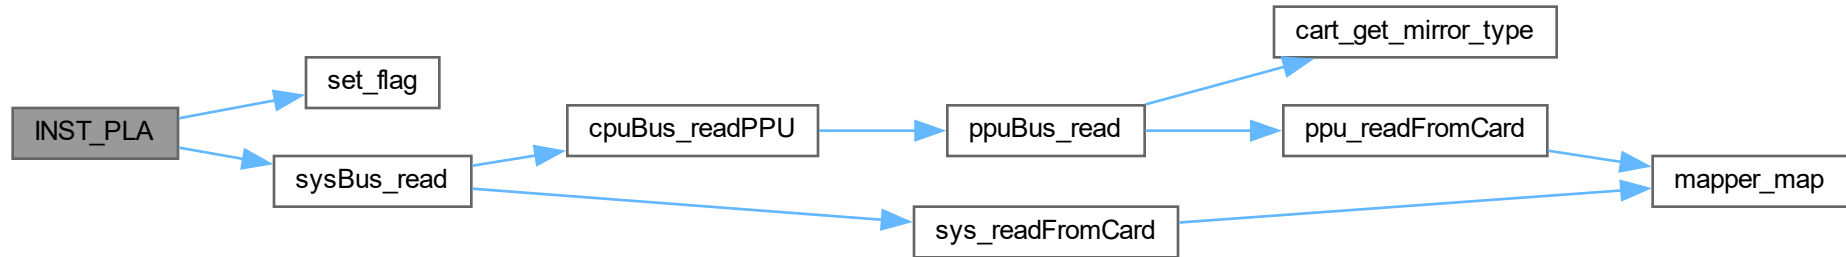 INST_PLA
set_flag
sysBus_read
cpuBus_readPPU
sys_readFromCard
ppuBus_read
cart_get_mirror_type
ppu_readFromCard
mapper_map